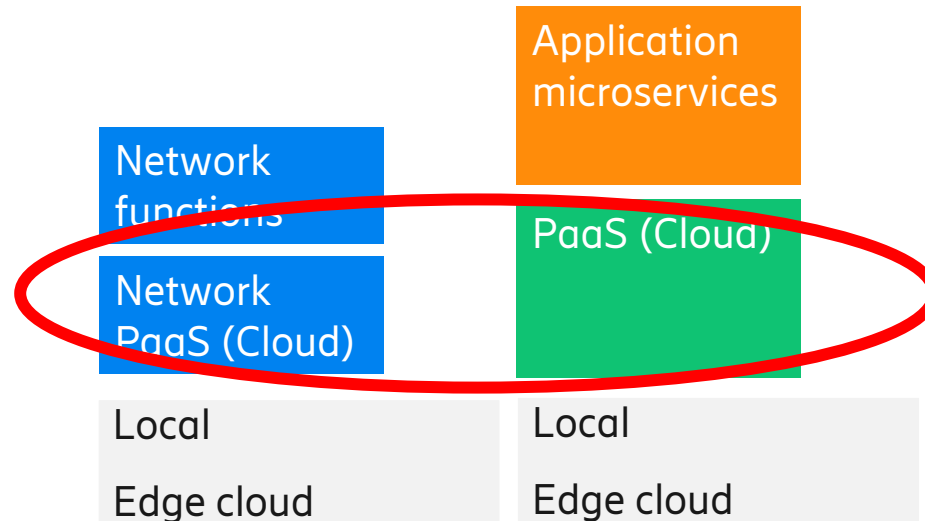 Application
microservices
Network
functions
PaaS (Cloud)
Network
PaaS (Cloud)
Local
Edge cloud
Local
Edge cloud